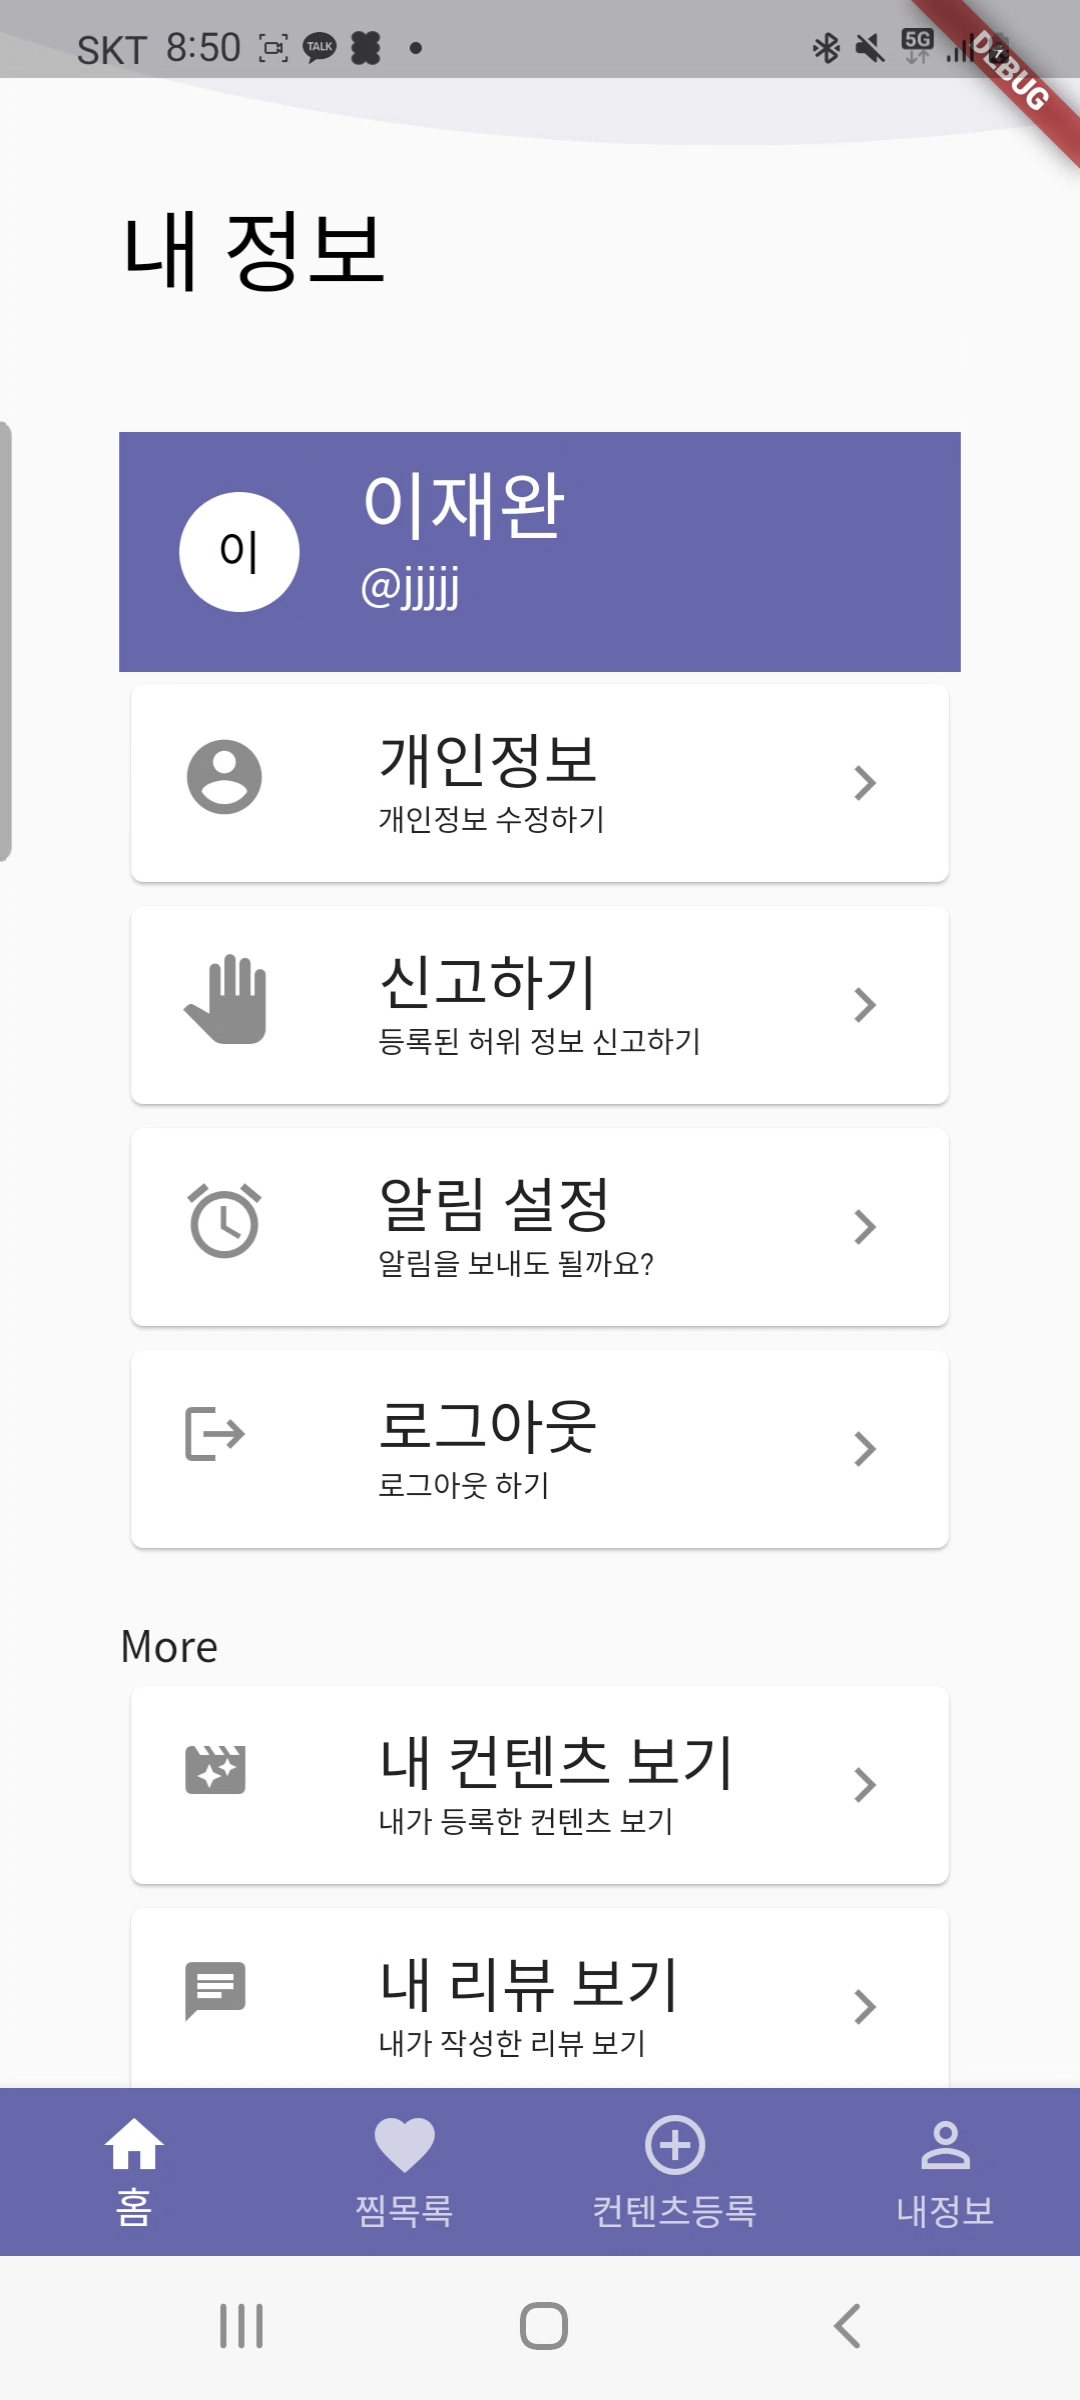 SKT 8:50 TALK 5G
DEBUG
내 정보
이
이재완
@jjjjj
개인정보
개인정보 수정하기
신고하기
등록된 허위 정보 신고하기
알림 설정
알림을 보내도 될까요?
로그아웃
로그아웃 하기
More
내 컨텐츠 보기
내가 등록한 컨텐츠 보기
내 리뷰 보기
내가 작성한 리뷰 보기
홈 찜목록 컨텐츠등록 내정보